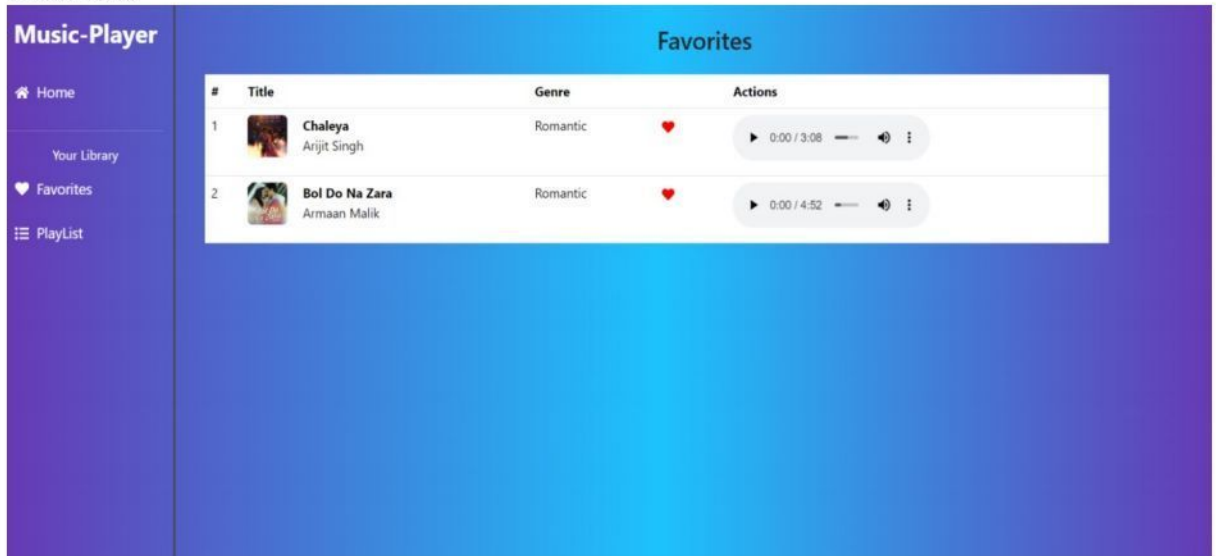 Music-Player
Favorites
Home
Your Library
Favorites
PlayList
# Title Genre Actions
1 Chaleya Romantic 0:00 / 3:08
Arijit Singh
2 Bol Do Na Zara Romantic 0:00 / 4:52
Armaan Malik